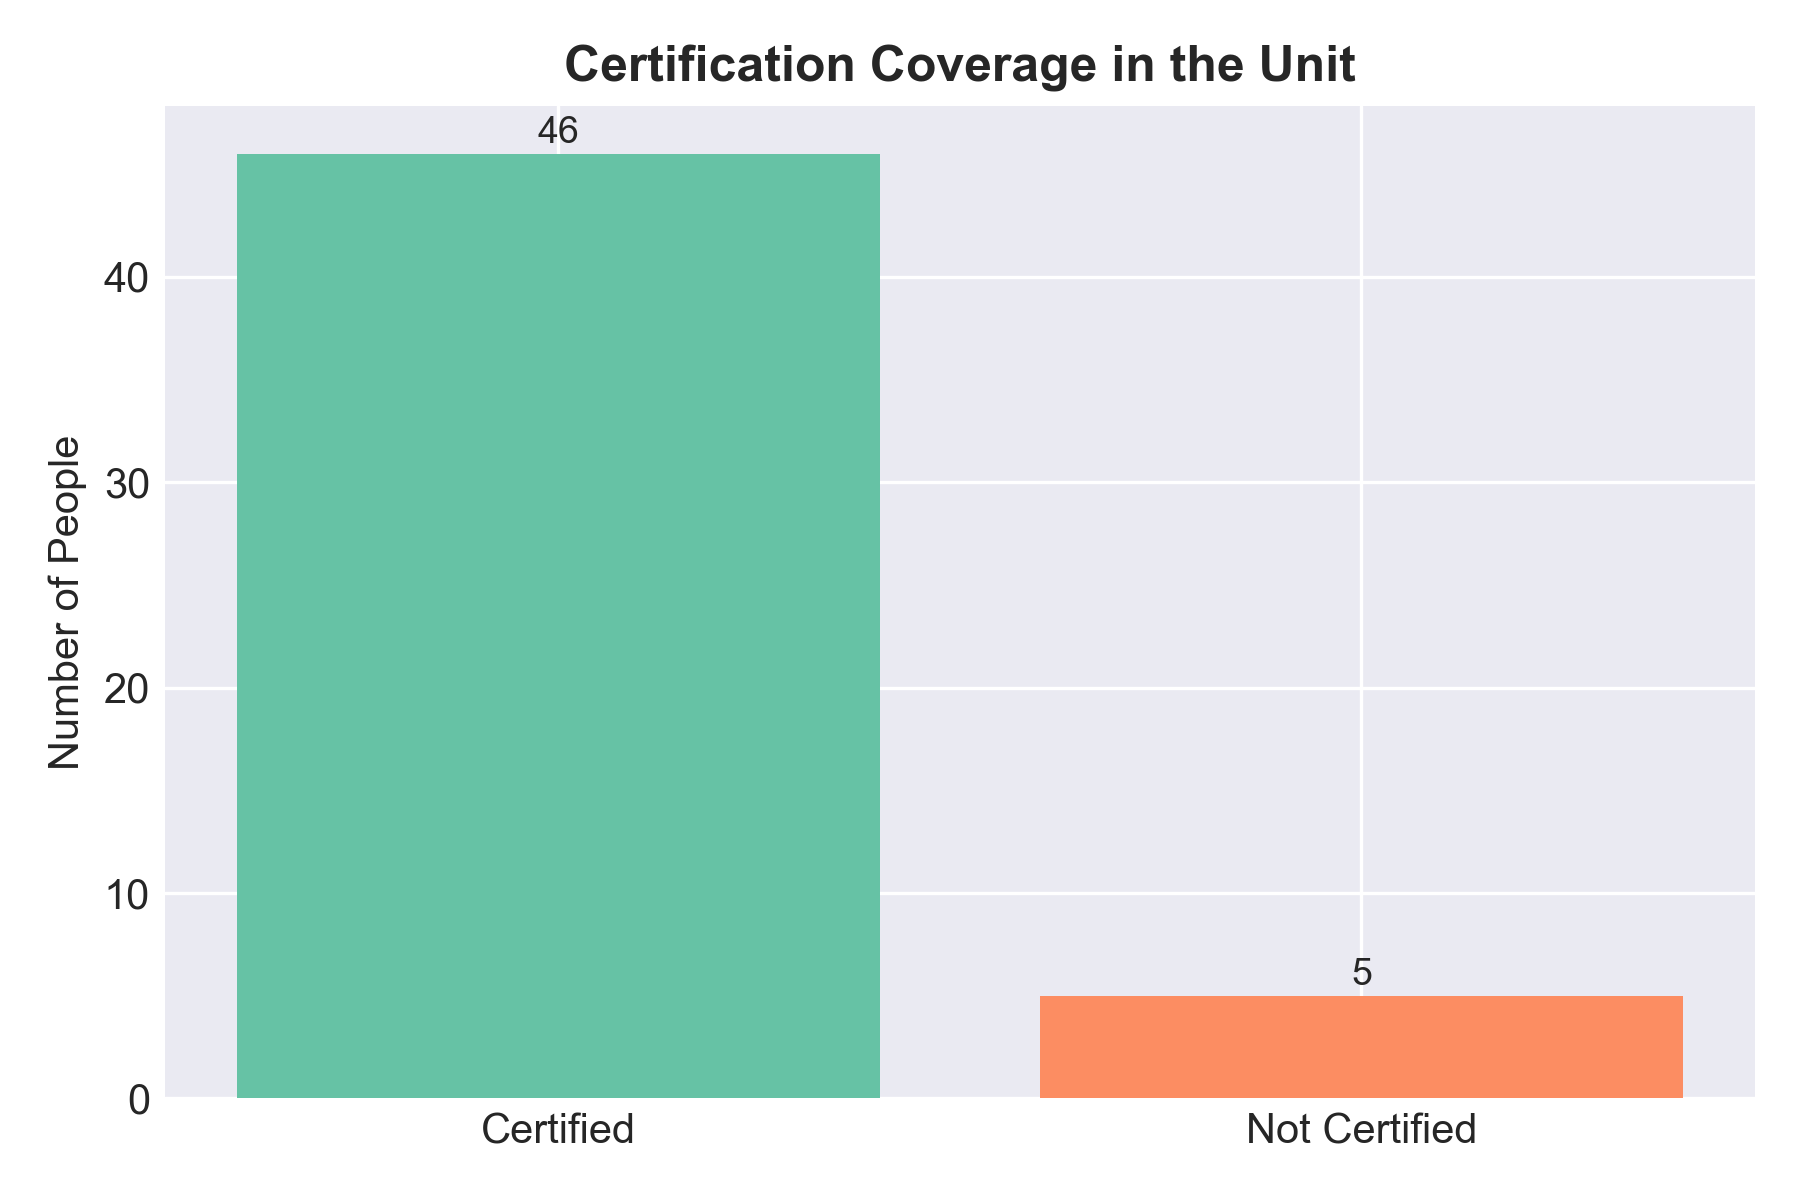 Certification Coverage in the Unit
46
40
30
20
10
0
Number of People
5
Certified
Not Certified